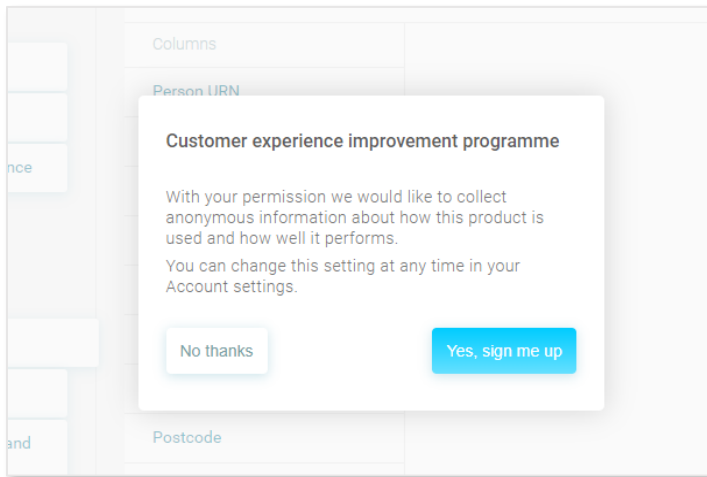 Columns
Person URN
nce
Customer experience improvement programme
With your permission we would like to collect
anonymous information about how this product is
used and how well it performs.
You can change this setting at any time in your
Account settings.
No thanks
Yes, sign me up
Postcode
and